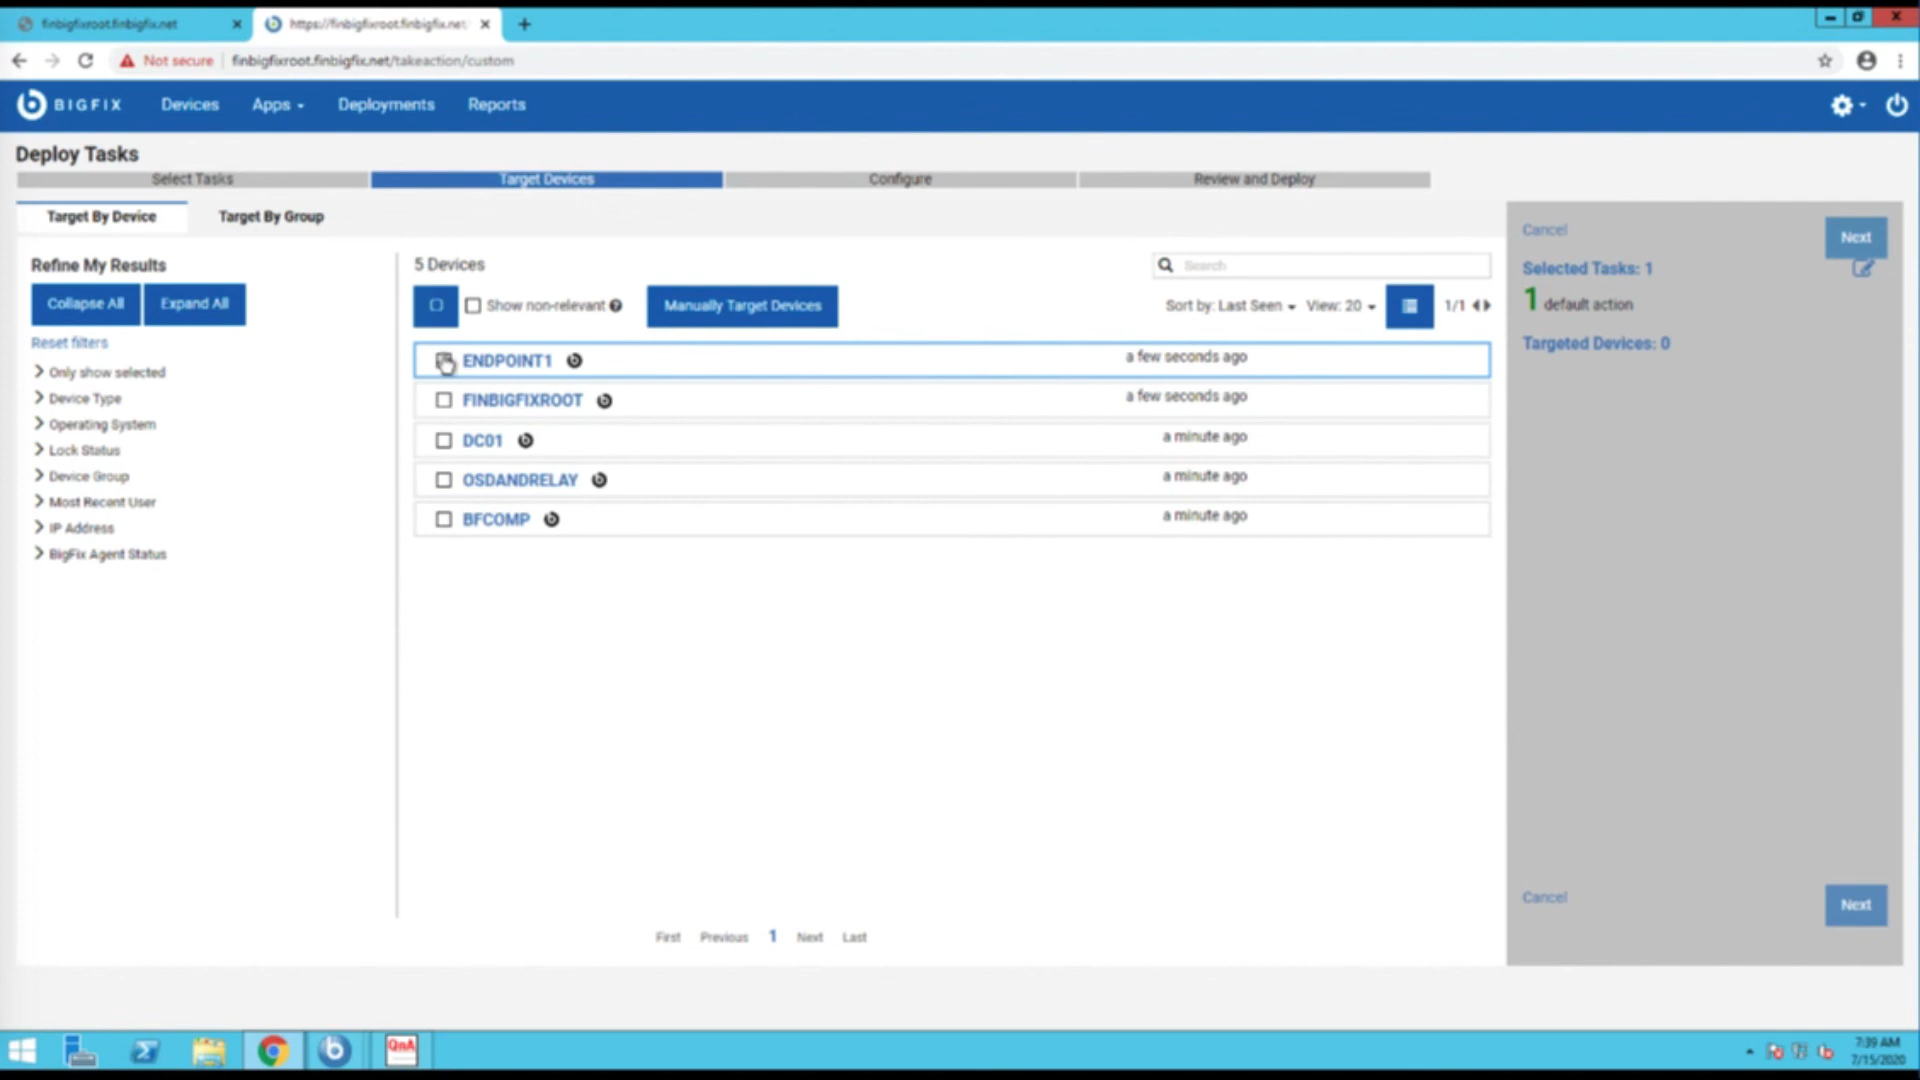 finbigfixroot.finbigfix.net
https://finbigfixroot.finbigfix.net/
Not secure
finbigfixroot.finbigfix.net/takeaction/custom
BIGFIX
Devices
Apps
Deployments
Reports
Deploy Tasks
Select Tasks
Target Devices
Configure
Review and Deploy
Target By Device
Target By Group
Refine My Results
Collapse All
Expand All
Reset filters
Only show selected
Device Type
Operating System
Lock Status
Device Group
Most Recent User
IP Address
BigFix Agent Status
5 Devices
Search
Show non-relevant
Manually Target Devices
Sort by: Last Seen
View: 20
1/1
ENDPOINT1
a few seconds ago
FINBIGFIXROOT
a few seconds ago
DC01
a minute ago
OSDANDRELAY
a minute ago
BFCOMP
a minute ago
First Previous 1 Next Last
Cancel
Next
Selected Tasks: 1
1 default action
Targeted Devices: 0
Cancel
Next
QnA
7:39 AM
7/15/2020